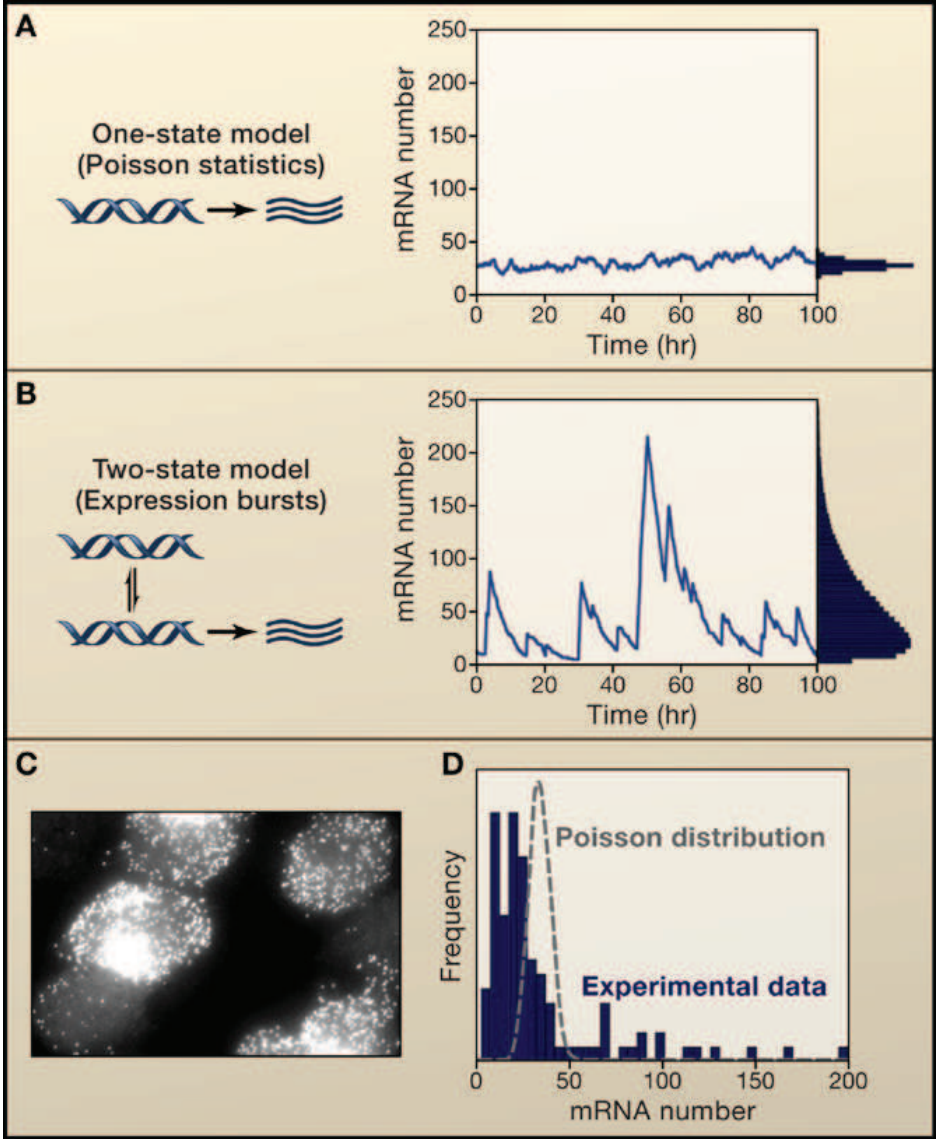 A
One-state model
(Poisson statistics)
mRNA number
250
200
150
100
50
0
0 20 40 60 80 100
Time (hr)
B
Two-state model
(Expression bursts)
mRNA number
250
200
150
100
50
0
0 20 40 60 80 100
Time (hr)
C
D
Frequency
Poisson distribution
Experimental data
0 50 100 150 200
mRNA number